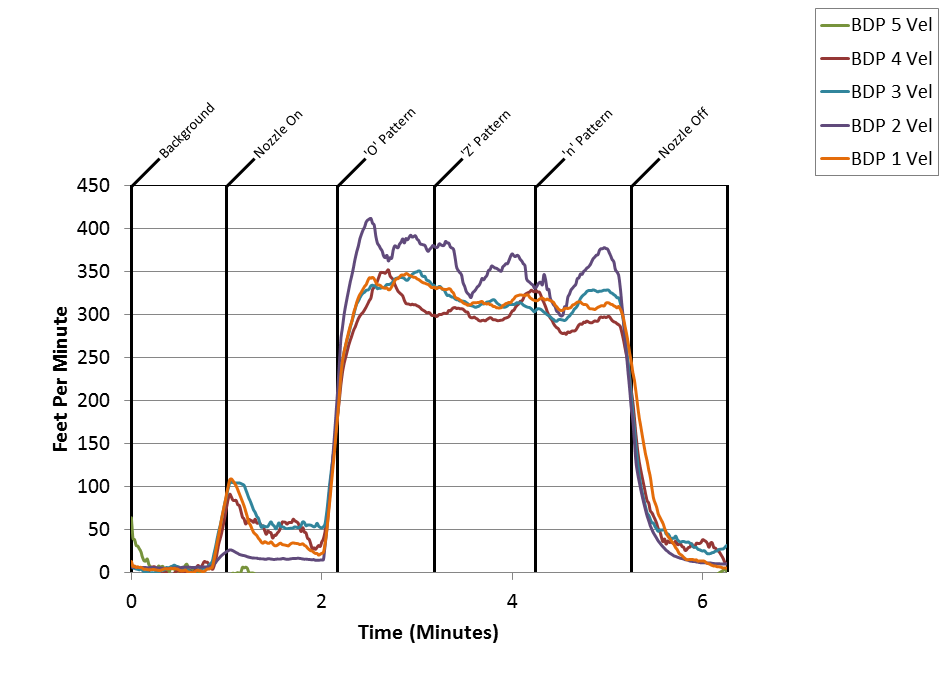 BDP 5 Vel
BDP 4 Vel
BDP 3 Vel
BDP 2 Vel
BDP 1 Vel
Background
Nozzle On
'O' Pattern
'Z' Pattern
'n' Pattern
Nozzle Off
450
400
350
300
250
200
150
100
50
0
Feet Per Minute
0 2 4 6
Time (Minutes)